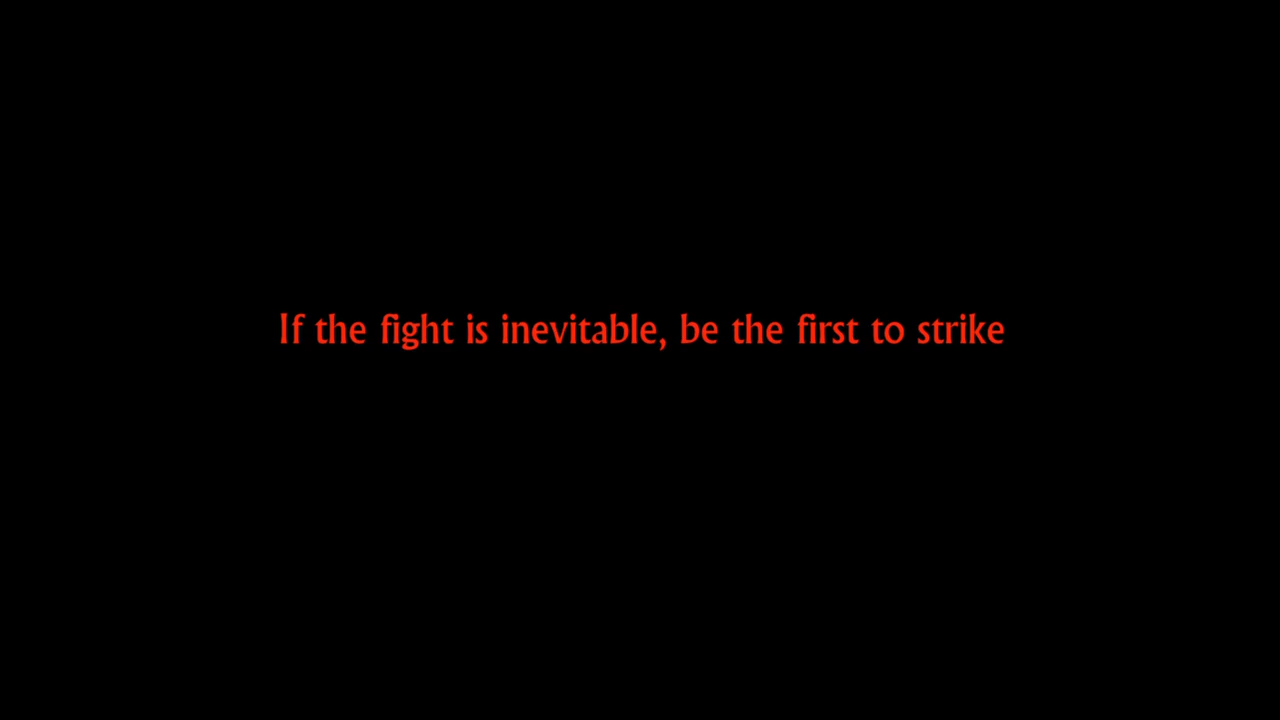 If the fight is inevitable, be the first to strike